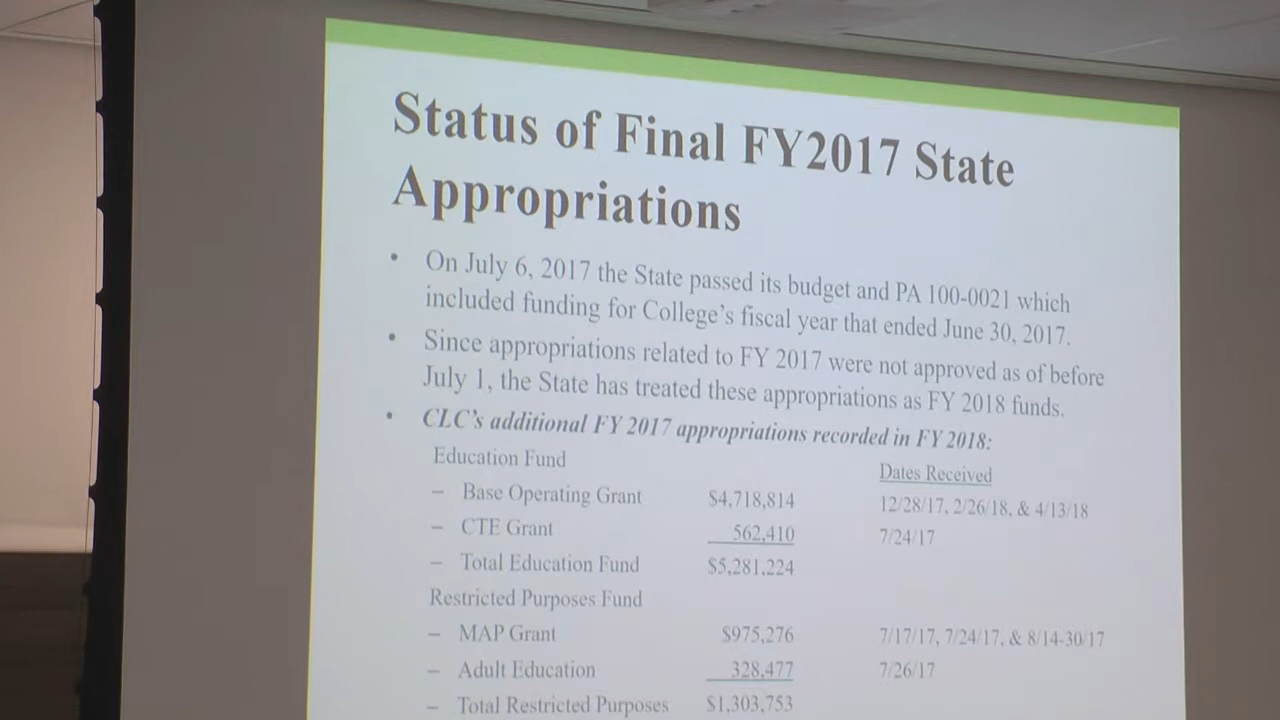 Status of Final FY2017 State
Appropriations
• On July 6, 2017 the State passed its budget and PA 100-0021 which
included funding for College's fiscal year that ended June 30, 2017.
• Since appropriations related to FY 2017 were not approved as of before
July 1, the State has treated these appropriations as FY 2018 funds.
• CLC's additional FY 2017 appropriations recorded in FY 2018:
Education Fund Dates Received
– Base Operating Grant $4,718,814 12/28/17, 2/26/18, & 4/13/18
– CTE Grant 562,410 7/24/17
– Total Education Fund $5,281,224
Restricted Purposes Fund
– MAP Grant $975,276 7/17/17, 7/24/17, & 8/14-30/17
– Adult Education 328,477 7/26/17
– Total Restricted Purposes $1,303,753